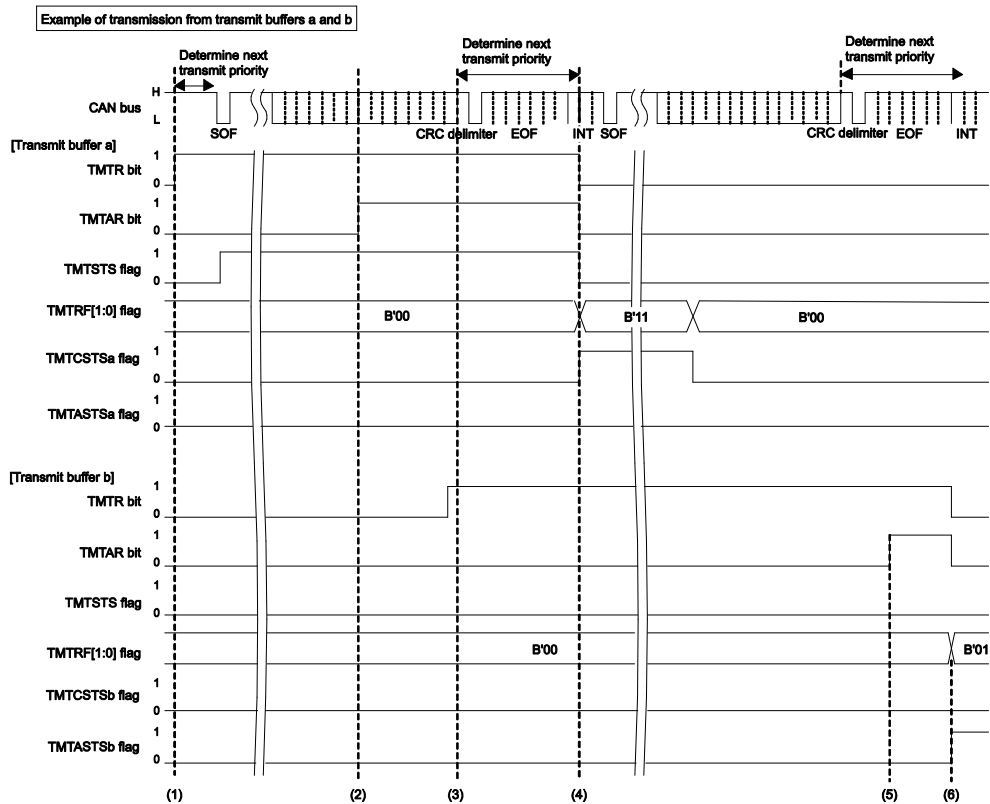 Example of transmission from transmit buffers a and b
Determine next
transmit priority
Determine next
transmit priority
Determine next
transmit priority
H
CAN bus
L
SOF
CRC delimiter
EOF
INT
SOF
CRC delimiter
EOF
INT
[Transmit buffer a]
1
TMTR bit
0
1
TMTAR bit
0
1
TMTSTS flag
0
TMTRF[1:0] flag
B'00
B'11
B'00
1
TMTCSTSa flag
0
1
TMTASTSa flag
0
[Transmit buffer b]
1
TMTR bit
0
1
TMTAR bit
0
1
TMTSTS flag
0
TMTRF[1:0] flag
B'00
B'01
1
TMTCSTSb flag
0
1
TMTASTSb flag
0
(1)
(2)
(3)
(4)
(5)
(6)